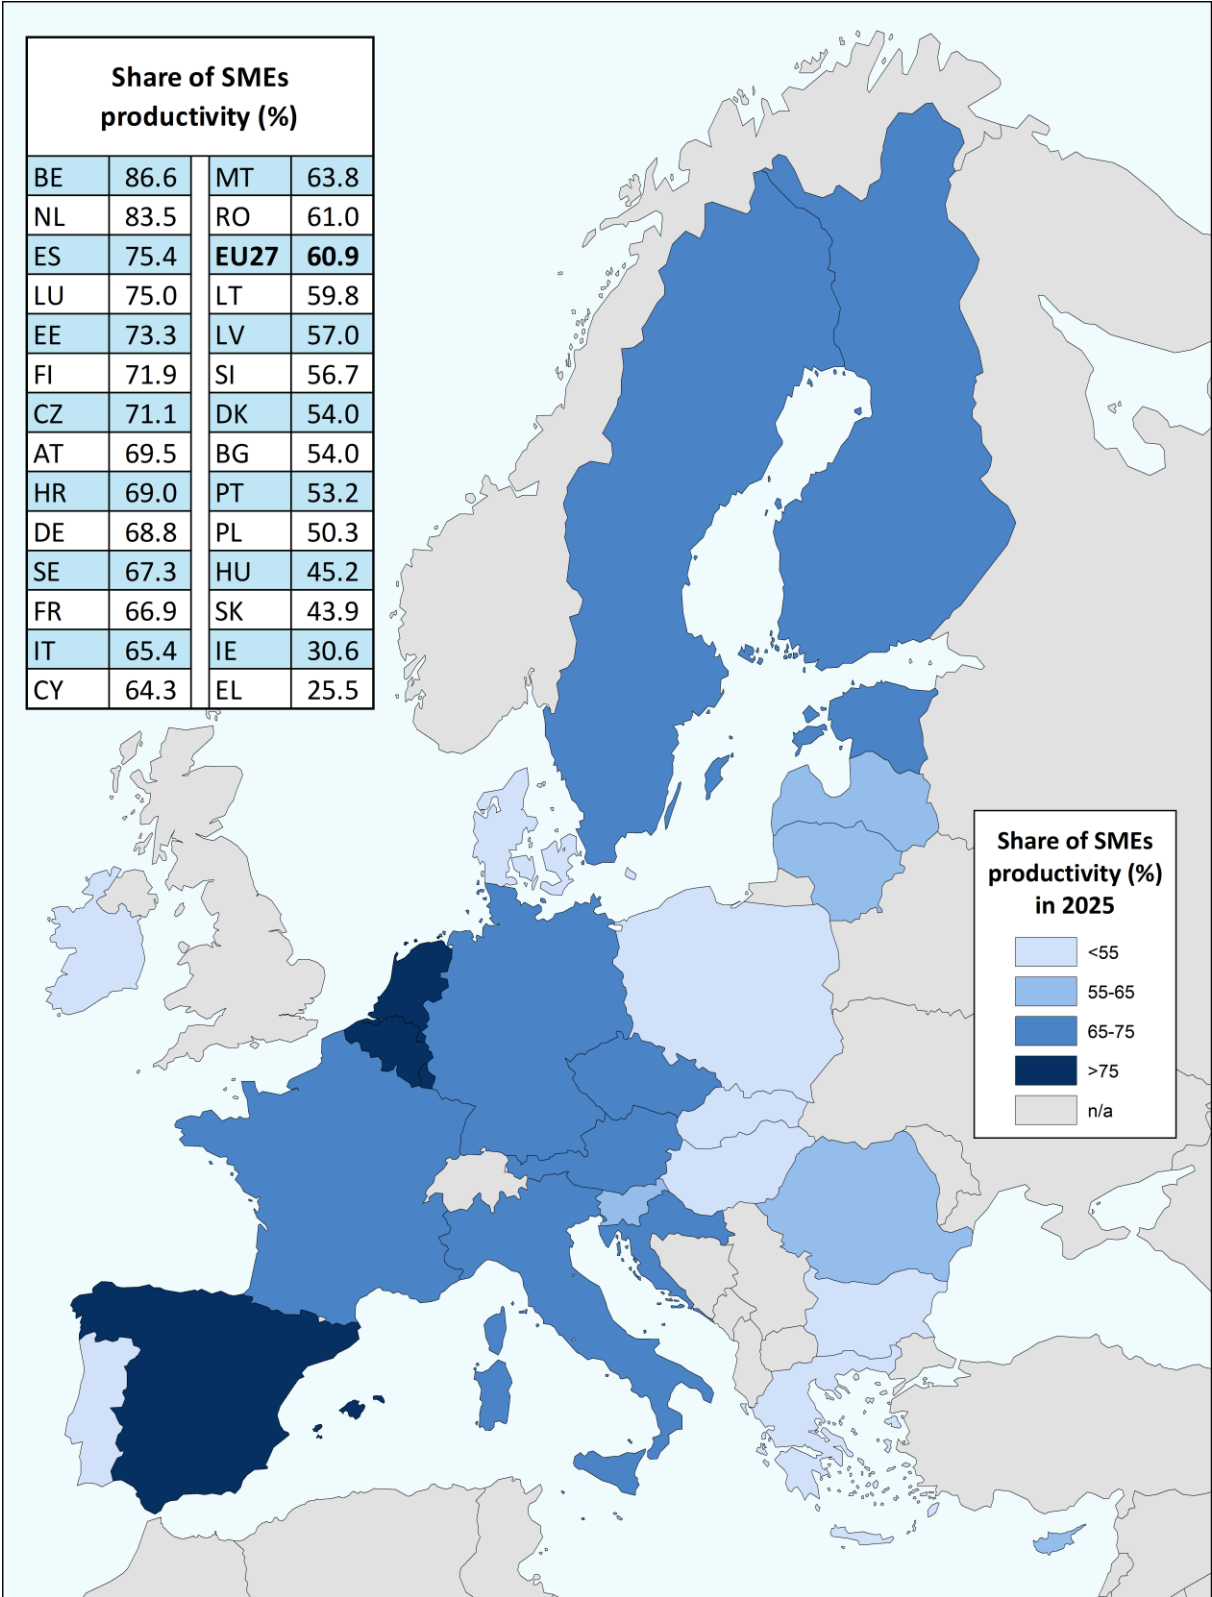 Share of SMEs
productivity (%)
BE 86.6 MT 63.8
NL 83.5 RO 61.0
ES 75.4 EU27 60.9
LU 75.0 LT 59.8
EE 73.3 LV 57.0
FI 71.9 SI 56.7
CZ 71.1 DK 54.0
AT 69.5 BG 54.0
HR 69.0 PT 53.2
DE 68.8 PL 50.3
SE 67.3 HU 45.2
FR 66.9 SK 43.9
IT 65.4 IE 30.6
CY 64.3 EL 25.5
Share of SMEs
productivity (%)
in 2025
<55
55-65
65-75
>75
n/a